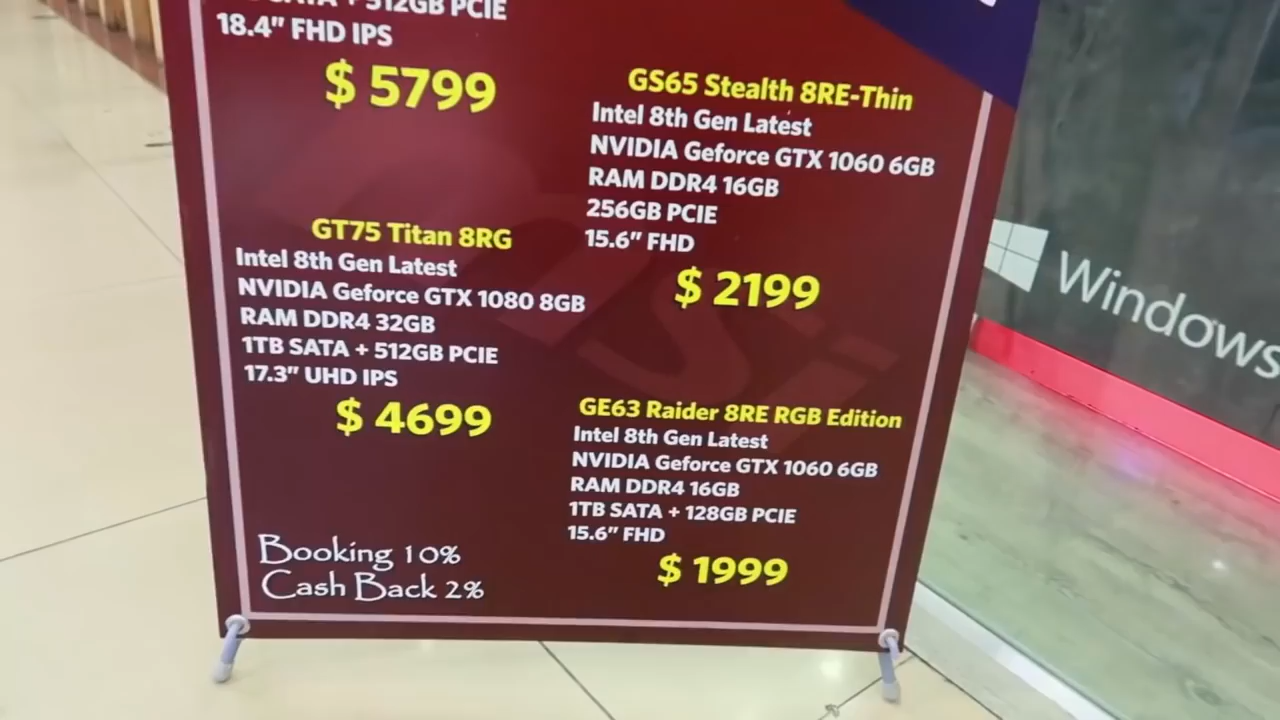 + 512GB PCIE
18.4" FHD IPS
$ 5799
GT75 Titan 8RG
Intel 8th Gen Latest
NVIDIA Geforce GTX 1080 8GB
RAM DDR4 32GB
1TB SATA + 512GB PCIE
17.3" UHD IPS
$ 4699
Booking 10%
Cash Back 2%
GS65 Stealth 8RE-Thin
Intel 8th Gen Latest
NVIDIA Geforce GTX 1060 6GB
RAM DDR4 16GB
256GB PCIE
15.6" FHD
$ 2199
GE63 Raider 8RE RGB Edition
Intel 8th Gen Latest
NVIDIA Geforce GTX 1060 6GB
RAM DDR4 16GB
1TB SATA + 128GB PCIE
15.6" FHD
$ 1999
msi
Windows